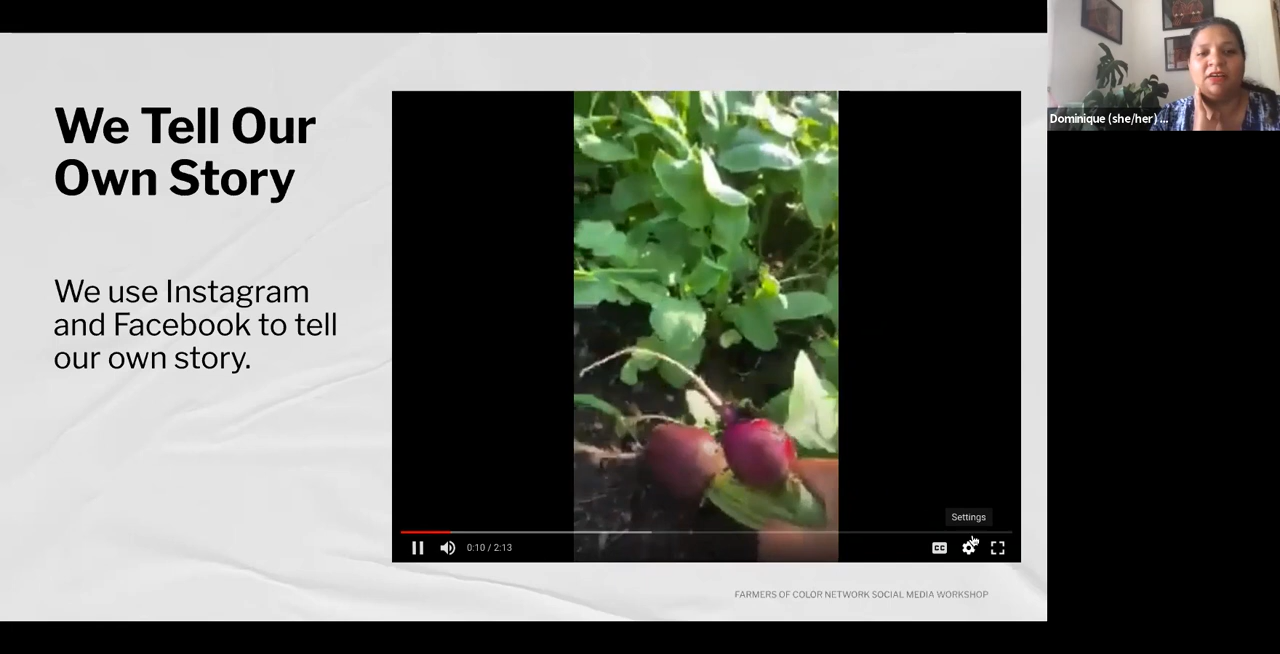 We Tell Our
Own Story
We use Instagram
and Facebook to tell
our own story.
Settings
0:10 / 2:13
CC
FARMERS OF COLOR NETWORK SOCIAL MEDIA WORKSHOP
Dominique (she/her) ...